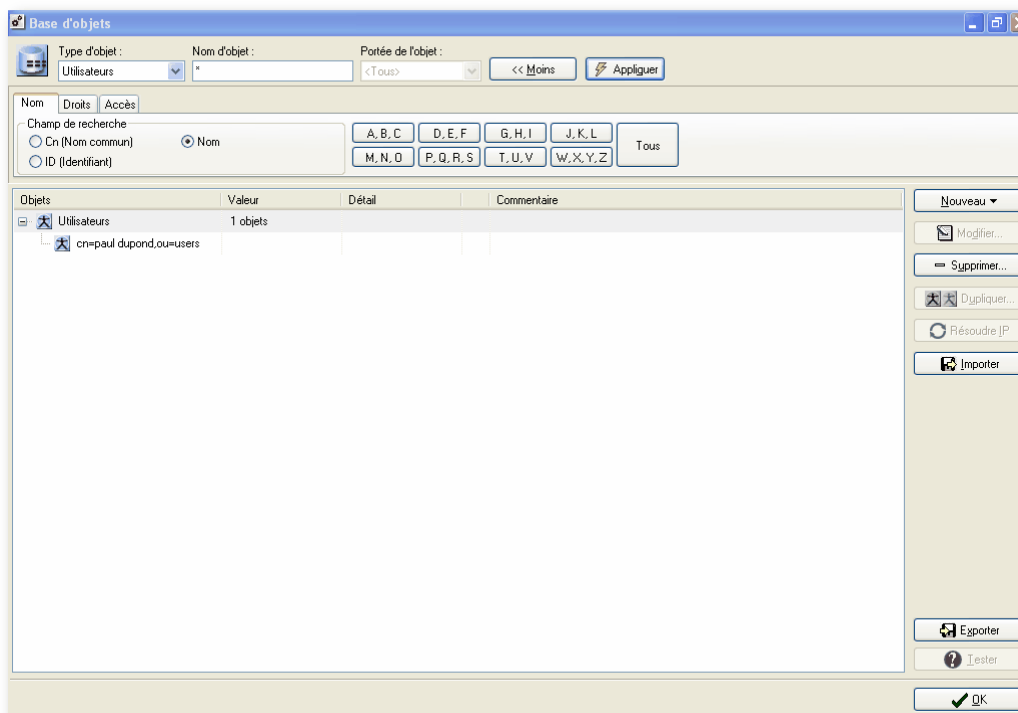 Base d'objets
Type d'objet : Nom d'objet : Portée de l'objet :
Utilisateurs * <Tous> << Moins Appliquer
Nom Droits Accès
Champ de recherche
Cn (Nom commun) Nom
ID (Identifiant)
A, B, C D, E, F G, H, I J, K, L Tous
M, N, O P, Q, R, S T, U, V W, X, Y, Z
Objets Valeur Détail Commentaire
Utilisateurs 1 objets
cn=paul dupond,ou=users
Nouveau
Modifier...
Supprimer...
Dupliquer...
Résoudre IP
Importer
Exporter
Tester
OK